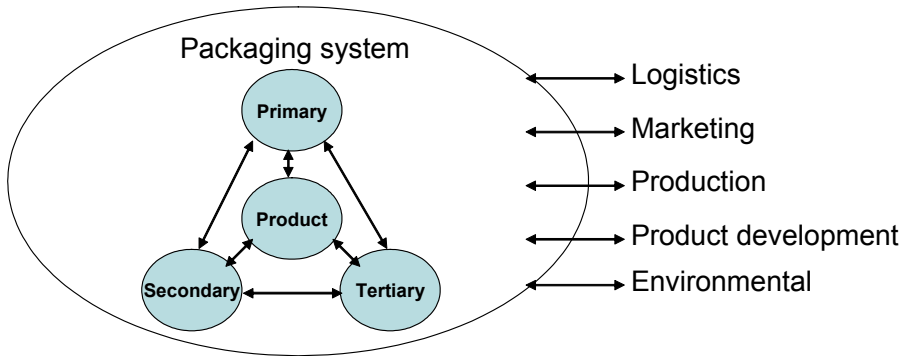 Packaging system
Primary
Product
Secondary
Tertiary
Logistics
Marketing
Production
Product development
Environmental